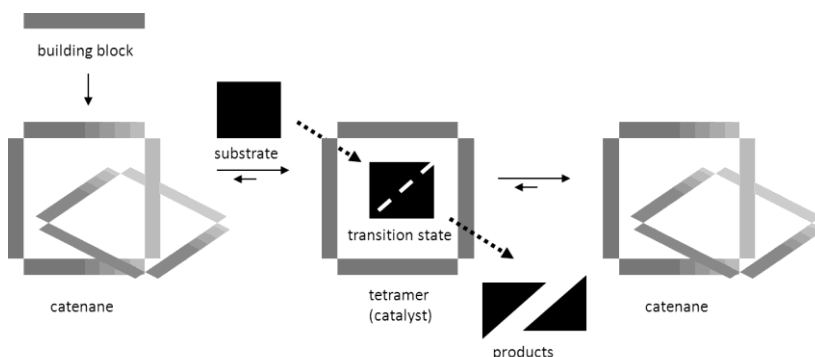 building block
substrate
transition state
catenane
tetramer
(catalyst)
catenane
products